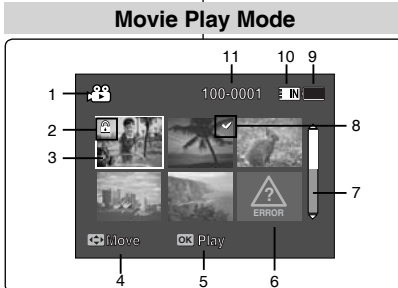 Movie Play Mode
11 10 9
1 100-0001 IN
2 8
3
7
? ERROR
Move OK Play
4 5 6